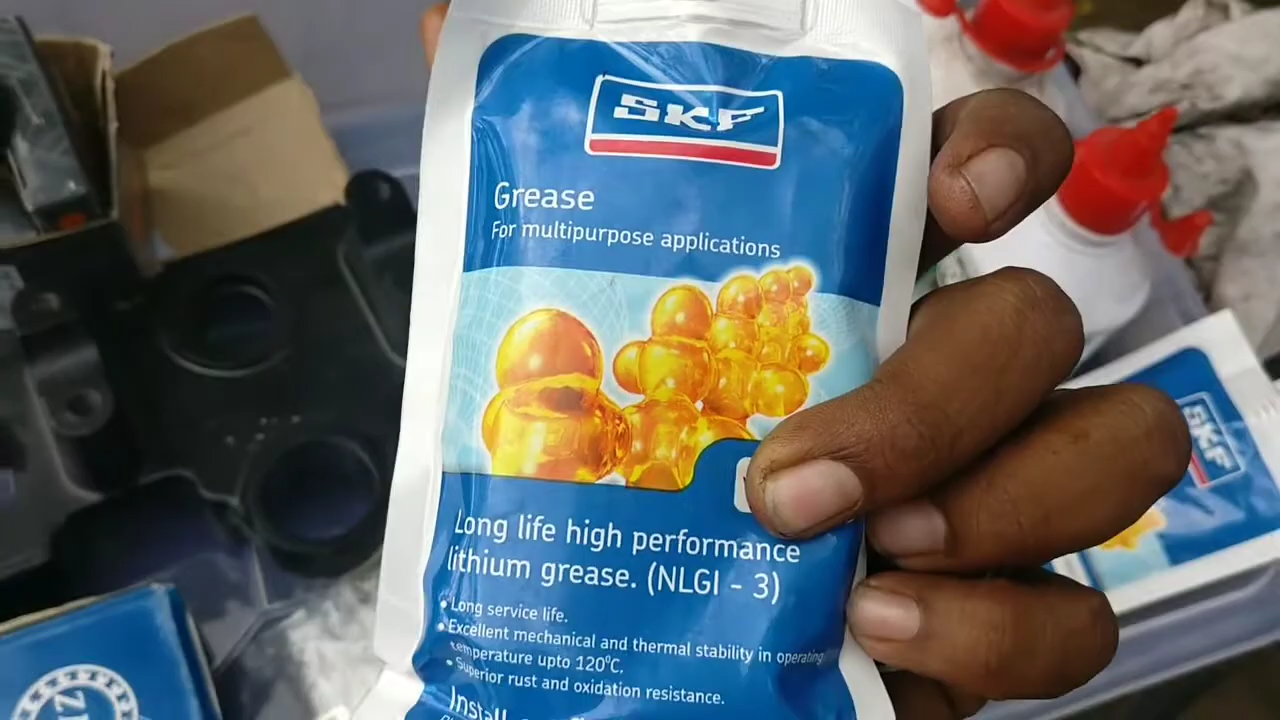 SKF
Grease
For multipurpose applications
Long life high performance
lithium grease. (NLGI - 3)
• Long service life.
• Excellent mechanical and thermal stability in operating
temperature upto 120⁰C.
• Superior rust and oxidation resistance.
SKF